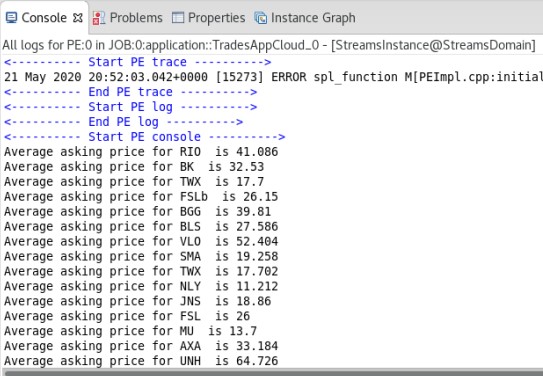 Console Problems Properties Instance Graph
All logs for PE:0 in JOB:0:application::TradesAppCloud_0 - [StreamsInstance@StreamsDomain]
<---------- Start PE trace ---------->
21 May 2020 20:52:03.042+0000 [15273] ERROR spl_function M[PEImpl.cpp:initial
<---------- End PE trace ---------->
<---------- Start PE log ---------->
<---------- End PE log ---------->
<---------- Start PE console ---------->
Average asking price for RIO  is 41.086
Average asking price for BK  is 32.53
Average asking price for TWX  is 17.7
Average asking price for FSLb  is 26.15
Average asking price for BGG  is 39.81
Average asking price for BLS  is 27.586
Average asking price for VLO  is 52.404
Average asking price for SMA  is 19.258
Average asking price for TWX  is 17.702
Average asking price for NLY  is 11.212
Average asking price for JNS  is 18.86
Average asking price for FSL  is 26
Average asking price for MU  is 13.7
Average asking price for AXA  is 33.184
Average asking price for UNH  is 64.726